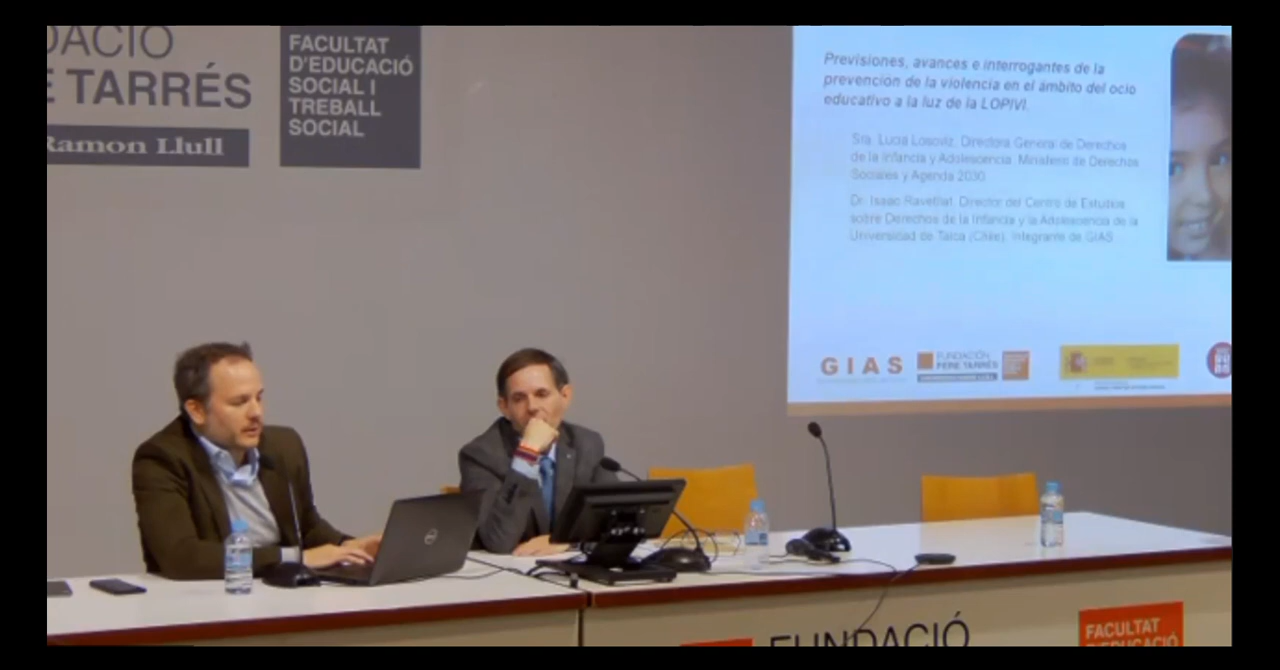 DACIÓ
E TARRÉS
Ramon Llull
FACULTAT
D'EDUCACIÓ
SOCIAL I
TREBALL
SOCIAL
Previsiones, avances e interrogantes de la
prevención de la violencia en el ámbito del ocio
educativo a la luz de la LOPIVI.
Sra. Lucía Losoviz. Directora General de Derechos
de la Infancia y Adolescencia. Ministerio de Derechos
Sociales y Agenda 2030.
Dr. Isaac Ravetllat. Director del Centro de Estudios
sobre Derechos de la Infancia y la Adolescencia de la
Universidad de Talca (Chile). Integrante de GIAS
GIAS
FUNDACIÓN
PERE TARRÉS
DELL
FUNDACIÓ
FACULTAT
D'EDUCACIÓ